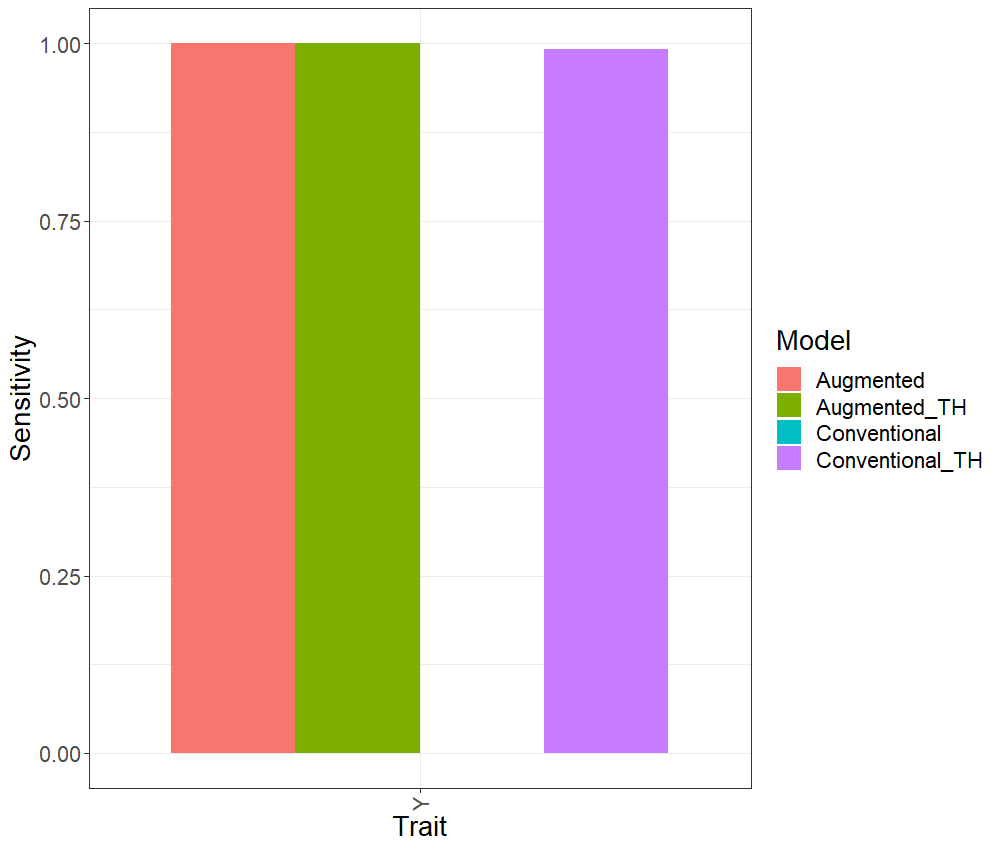 1.00
0.75
0.50
0.25
0.00
Sensitivity
Y
Trait
Model
Augmented
Augmented_TH
Conventional
Conventional_TH